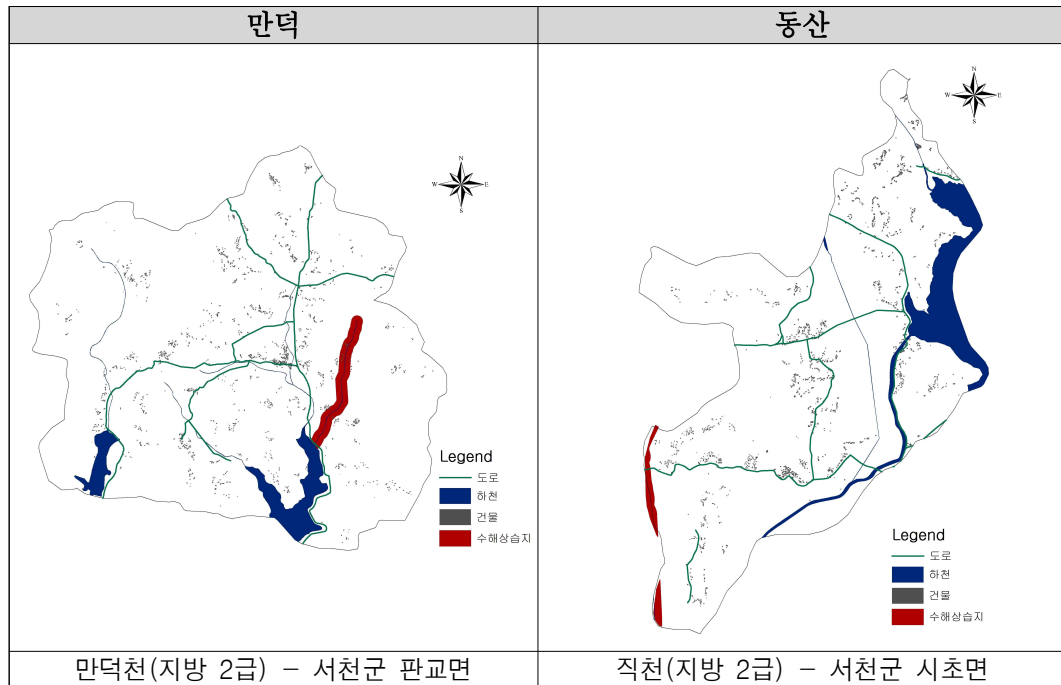 만덕
동산
N
W E
S
N
W E
S
Legend
도로
하천
건물
수해상습지
Legend
도로
하천
건물
수해상습지
만덕천(지방 2급) - 서천군 판교면
직천(지방 2급) - 서천군 시초면